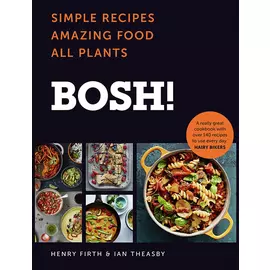 SIMPLE RECIPES
AMAZING FOOD
ALL PLANTS
BOSH!
A really great
cookbook with
over 140 recipes
to use every day
HAIRY BIKERS
HENRY FIRTH & IAN THEASBY